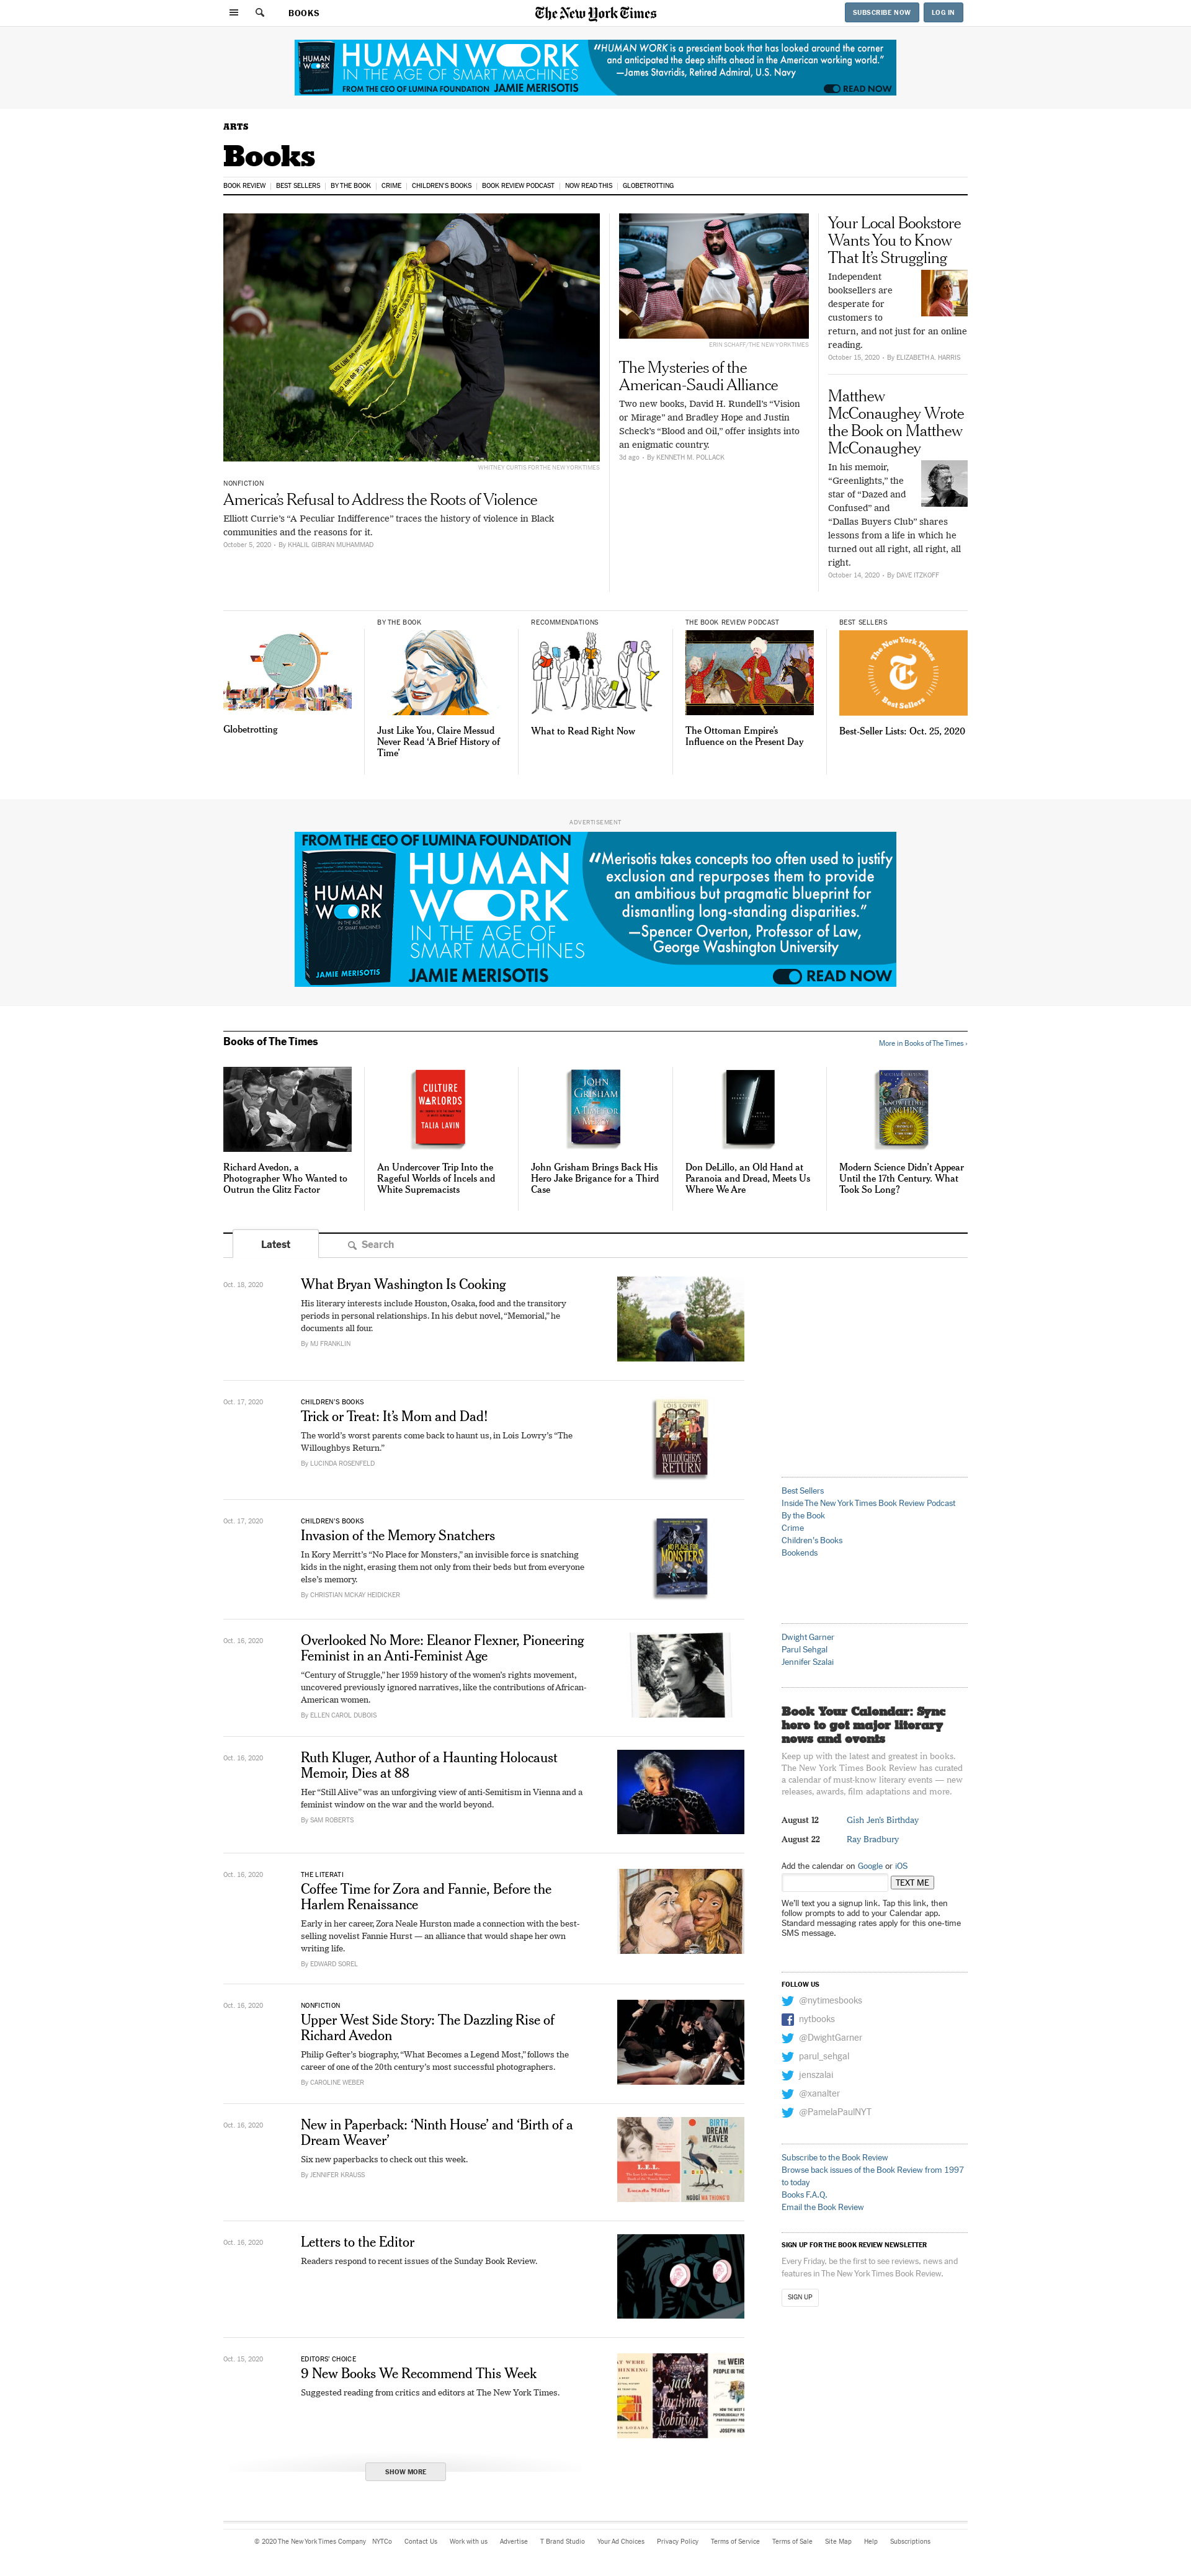 BOOKS
The New York Times
SUBSCRIBE NOW
LOG IN
HUMAN WORK
IN THE AGE OF SMART MACHINES
FROM THE CEO OF LUMINA FOUNDATION JAMIE MERISOTIS
“HUMAN WORK is a prescient book that has looked around the corner
and anticipated the deep shifts ahead in the American working world.”
—James Stavridis, Retired Admiral, U.S. Navy
READ NOW
ARTS
Books
BOOK REVIEW
BEST SELLERS
BY THE BOOK
CRIME
CHILDREN'S BOOKS
BOOK REVIEW PODCAST
NOW READ THIS
GLOBETROTTING
WHITNEY CURTIS FOR THE NEW YORK TIMES
NONFICTION
America’s Refusal to Address the Roots of Violence
Elliott Currie’s “A Peculiar Indifference” traces the history of violence in Black
communities and the reasons for it.
October 5, 2020 • By KHALIL GIBRAN MUHAMMAD
ERIN SCHAFF/THE NEW YORK TIMES
The Mysteries of the
American-Saudi Alliance
Two new books, David H. Rundell’s “Vision
or Mirage” and Bradley Hope and Justin
Scheck’s “Blood and Oil,” offer insights into
an enigmatic country.
3d ago • By KENNETH M. POLLACK
Your Local Bookstore
Wants You to Know
That It’s Struggling
Independent
booksellers are
desperate for
customers to
return, and not just for an online
reading.
October 15, 2020 • By ELIZABETH A. HARRIS
Matthew
McConaughey Wrote
the Book on Matthew
McConaughey
In his memoir,
“Greenlights,” the
star of “Dazed and
Confused” and
“Dallas Buyers Club” shares
lessons from a life in which he
turned out all right, all right, all
right.
October 14, 2020 • By DAVE ITZKOFF
Globetrotting
BY THE BOOK
Just Like You, Claire Messud
Never Read ‘A Brief History of
Time’
RECOMMENDATIONS
What to Read Right Now
THE BOOK REVIEW PODCAST
The Ottoman Empire’s
Influence on the Present Day
BEST SELLERS
The New York Times
Best Sellers
Best-Seller Lists: Oct. 25, 2020
ADVERTISEMENT
FROM THE CEO OF LUMINA FOUNDATION
HUMAN
WORK
IN THE AGE OF
SMART MACHINES
JAMIE MERISOTIS
HUMAN
WORK
IN THE AGE OF
SMART MACHINES
JAMIE MERISOTIS
“Merisotis takes concepts too often used to justify
exclusion and repurposes them to provide
an ambitious but pragmatic blueprint for
dismantling long-standing disparities.”
—Spencer Overton, Professor of Law,
George Washington University
READ NOW
Books of The Times
More in Books of The Times ›
Richard Avedon, a
Photographer Who Wanted to
Outrun the Glitz Factor
CULTURE
WARLORDS
TALIA LAVIN
An Undercover Trip Into the
Rageful Worlds of Incels and
White Supremacists
JOHN
GRISHAM
A TIME FOR
MERCY
John Grisham Brings Back His
Hero Jake Brigance for a Third
Case
Don DeLillo, an Old Hand at
Paranoia and Dread, Meets Us
Where We Are
KNOWLEDGE
MACHINE
Modern Science Didn’t Appear
Until the 17th Century. What
Took So Long?
Latest
Search
Oct. 18, 2020
What Bryan Washington Is Cooking
His literary interests include Houston, Osaka, food and the transitory
periods in personal relationships. In his debut novel, “Memorial,” he
documents all four.
By MJ FRANKLIN
Oct. 17, 2020
CHILDREN’S BOOKS
Trick or Treat: It’s Mom and Dad!
The world’s worst parents come back to haunt us, in Lois Lowry’s “The
Willoughbys Return.”
By LUCINDA ROSENFELD
LOIS LOWRY
THE
WILLOUGHBYS
RETURN
Oct. 17, 2020
CHILDREN’S BOOKS
Invasion of the Memory Snatchers
In Kory Merritt’s “No Place for Monsters,” an invisible force is snatching
kids in the night, erasing them not only from their beds but from everyone
else’s memory.
By CHRISTIAN MCKAY HEIDICKER
NO PLACE FOR
MONSTERS
Oct. 16, 2020
Overlooked No More: Eleanor Flexner, Pioneering
Feminist in an Anti-Feminist Age
“Century of Struggle,” her 1959 history of the women’s rights movement,
uncovered previously ignored narratives, like the contributions of African-
American women.
By ELLEN CAROL DUBOIS
Oct. 16, 2020
Ruth Kluger, Author of a Haunting Holocaust
Memoir, Dies at 88
Her “Still Alive” was an unforgiving view of anti-Semitism in Vienna and a
feminist window on the war and the world beyond.
By SAM ROBERTS
Oct. 16, 2020
THE LITERATI
Coffee Time for Zora and Fannie, Before the
Harlem Renaissance
Early in her career, Zora Neale Hurston made a connection with the best-
selling novelist Fannie Hurst — an alliance that would shape her own
writing life.
By EDWARD SOREL
Oct. 16, 2020
NONFICTION
Upper West Side Story: The Dazzling Rise of
Richard Avedon
Philip Gefter’s biography, “What Becomes a Legend Most,” follows the
career of one of the 20th century’s most successful photographers.
By CAROLINE WEBER
Oct. 16, 2020
New in Paperback: ‘Ninth House’ and ‘Birth of a
Dream Weaver’
Six new paperbacks to check out this week.
By JENNIFER KRAUSS
L.E.L.
Lucasta Miller
BIRTH
DREAM
WEAVER
NGŨGĨ WA THIONG'O
Oct. 16, 2020
Letters to the Editor
Readers respond to recent issues of the Sunday Book Review.
Oct. 15, 2020
EDITORS’ CHOICE
9 New Books We Recommend This Week
Suggested reading from critics and editors at The New York Times.
jack
Marilynne
Robinson
THE WEIR
PEOPLE IN THE
JOSEPH HEN
SHOW MORE
Best Sellers
Inside The New York Times Book Review Podcast
By the Book
Crime
Children's Books
Bookends
Dwight Garner
Parul Sehgal
Jennifer Szalai
Book Your Calendar: Sync
here to get major literary
news and events
Keep up with the latest and greatest in books.
The New York Times Book Review has curated
a calendar of must-know literary events — new
releases, awards, film adaptations and more.
August 12 Gish Jen's Birthday
August 22 Ray Bradbury
Add the calendar on Google or iOS
TEXT ME
We’ll text you a signup link. Tap this link, then
follow prompts to add to your Calendar app.
Standard messaging rates apply for this one-time
SMS message.
FOLLOW US
@nytimesbooks
nytbooks
@DwightGarner
parul_sehgal
jenszalai
@xanalter
@PamelaPaulNYT
Subscribe to the Book Review
Browse back issues of the Book Review from 1997
to today
Books F.A.Q.
Email the Book Review
SIGN UP FOR THE BOOK REVIEW NEWSLETTER
Every Friday, be the first to see reviews, news and
features in The New York Times Book Review.
SIGN UP
© 2020 The New York Times Company
NYTCo
Contact Us
Work with us
Advertise
T Brand Studio
Your Ad Choices
Privacy Policy
Terms of Service
Terms of Sale
Site Map
Help
Subscriptions